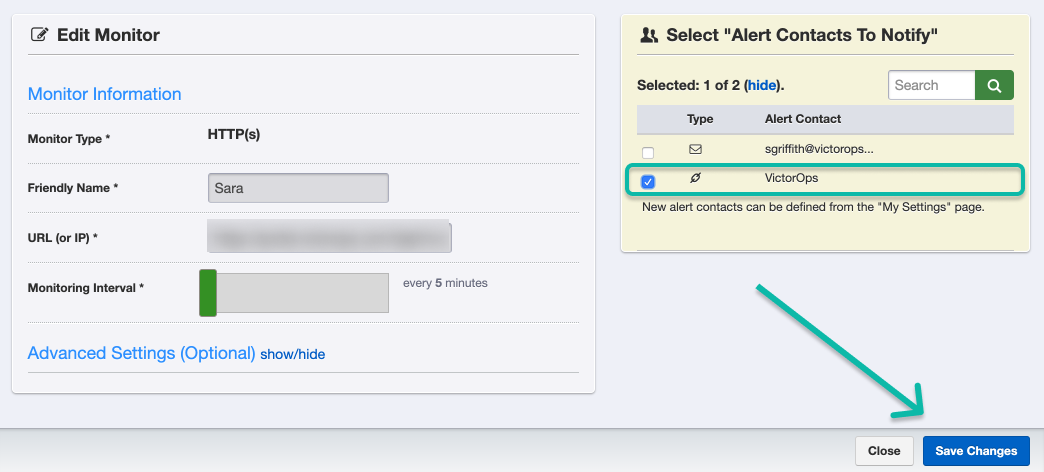 Edit Monitor
Monitor Information
Monitor Type * HTTP(s)
Friendly Name * Sara
URL (or IP) *
Monitoring Interval * every 5 minutes
Advanced Settings (Optional) show/hide
Select "Alert Contacts To Notify"
Selected: 1 of 2 (hide). Search
Type Alert Contact
sgriffith@victorops...
VictorOps
New alert contacts can be defined from the "My Settings" page.
Close Save Changes